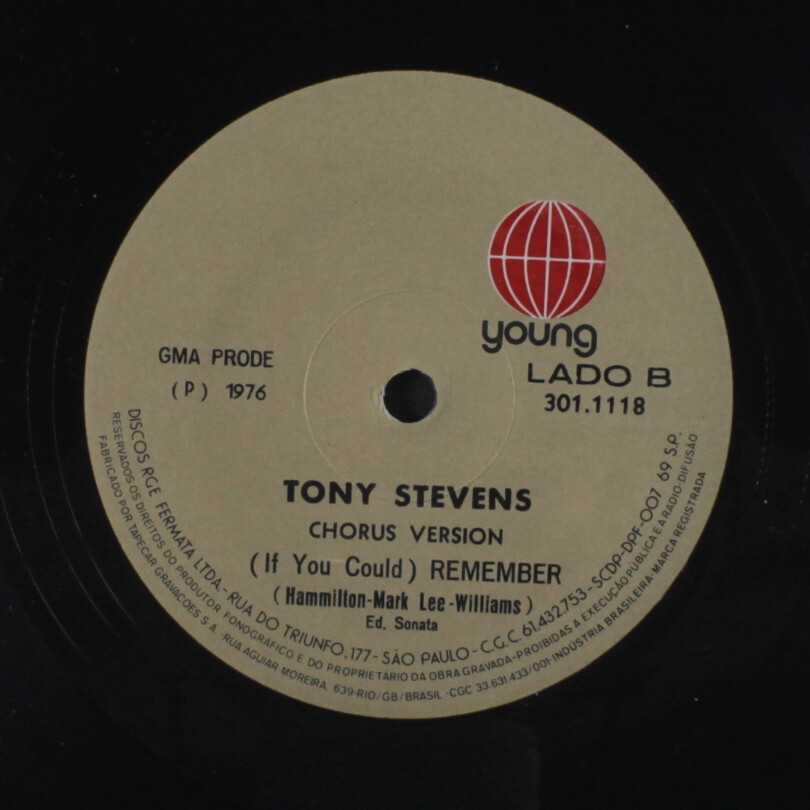 young
LADO B
301.1118
GMA PRODE
(P) 1976
TONY STEVENS
CHORUS VERSION
(If You Could) REMEMBER
(Hammilton-Mark Lee-Williams)
Ed. Sonata
DISCOS RGE FERMATA LTDA.-RUA DO TRIUNFO, 177-SÃO PAULO-C.G.C. 61.432.753-SCDP-DPF-007 69 S.P.
RESERVADOS OS DIREITOS DO PRODUTOR FONOGRÁFICO E DO PROPRIETÁRIO DA OBRA GRAVADA-PROIBIDAS A EXECUÇÃO PÚBLICA E A RÁDIO-DIFUSÃO
FABRICADO POR TAPECAR GRAVAÇÕES S A ·RUA AGUIAR MOREIRA, 639-RIO/GB/BRASIL·CGC 33.631.433/001-INDÚSTRIA BRASILEIRA·MARCA REGISTRADA